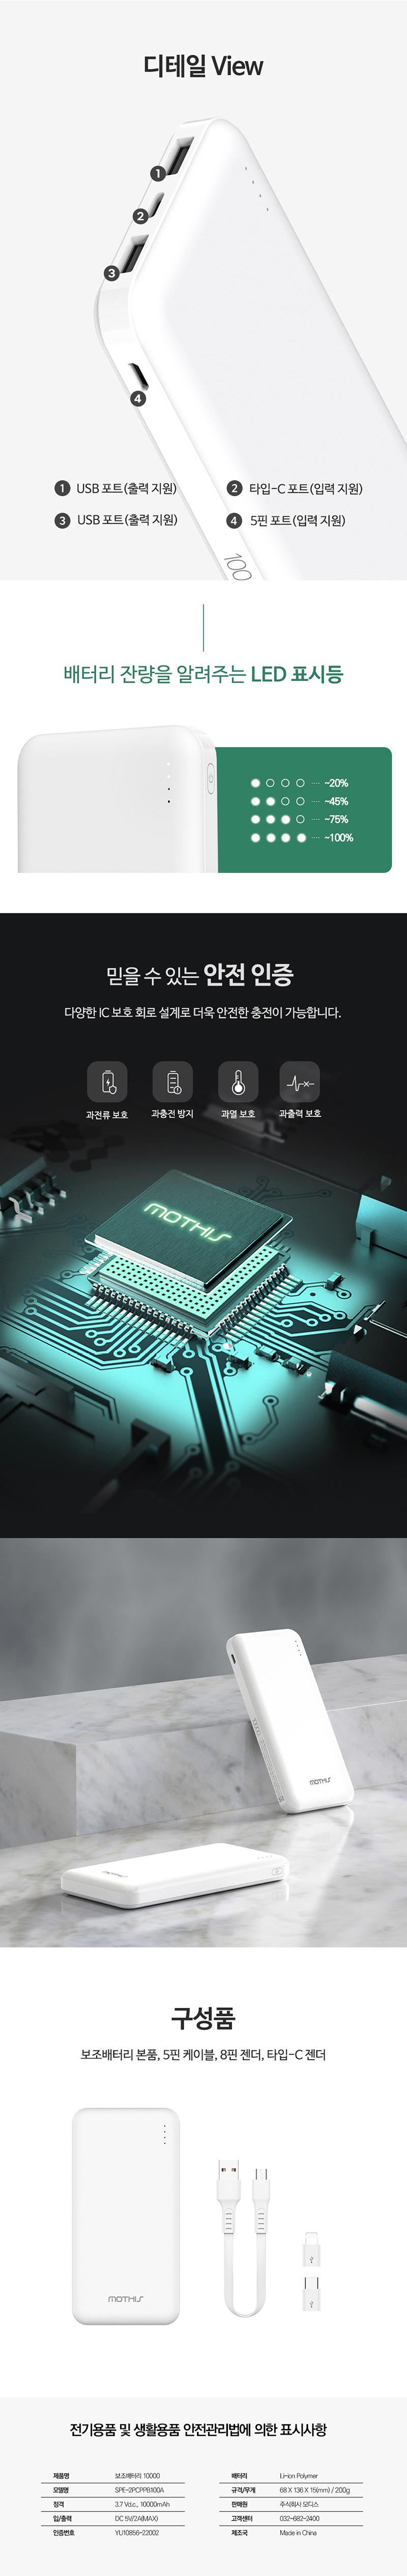 디테일 View
1
2
3
4
1 USB 포트(출력 지원)
2 타입-C 포트(입력 지원)
3 USB 포트(출력 지원)
4 5핀 포트(입력 지원)
100
배터리 잔량을 알려주는 LED 표시등
~20%
~45%
~75%
~100%
믿을 수 있는 안전 인증
다양한 IC 보호 회로 설계로 더욱 안전한 충전이 가능합니다.
과전류 보호
과충전 방지
과열 보호
과출력 보호
MOTHIS
MOTHIS
MOTHIS
구성품
보조배터리 본품, 5핀 케이블, 8핀 젠더, 타입-C 젠더
MOTHIS
전기용품 및 생활용품 안전관리법에 의한 표시사항
제품명 보조배터리 10000
모델명 SPE-2PCPPB100A
정격 3.7 Vd.c., 10000mAh
입/출력 DC 5V/2A(MAX)
인증번호 YU10856-22002
배터리 Li-ion Polymer
규격/무게 68 X 136 X 15(mm) / 200g
판매원 주식회사 모디스
고객센터 032-682-2400
제조국 Made in China